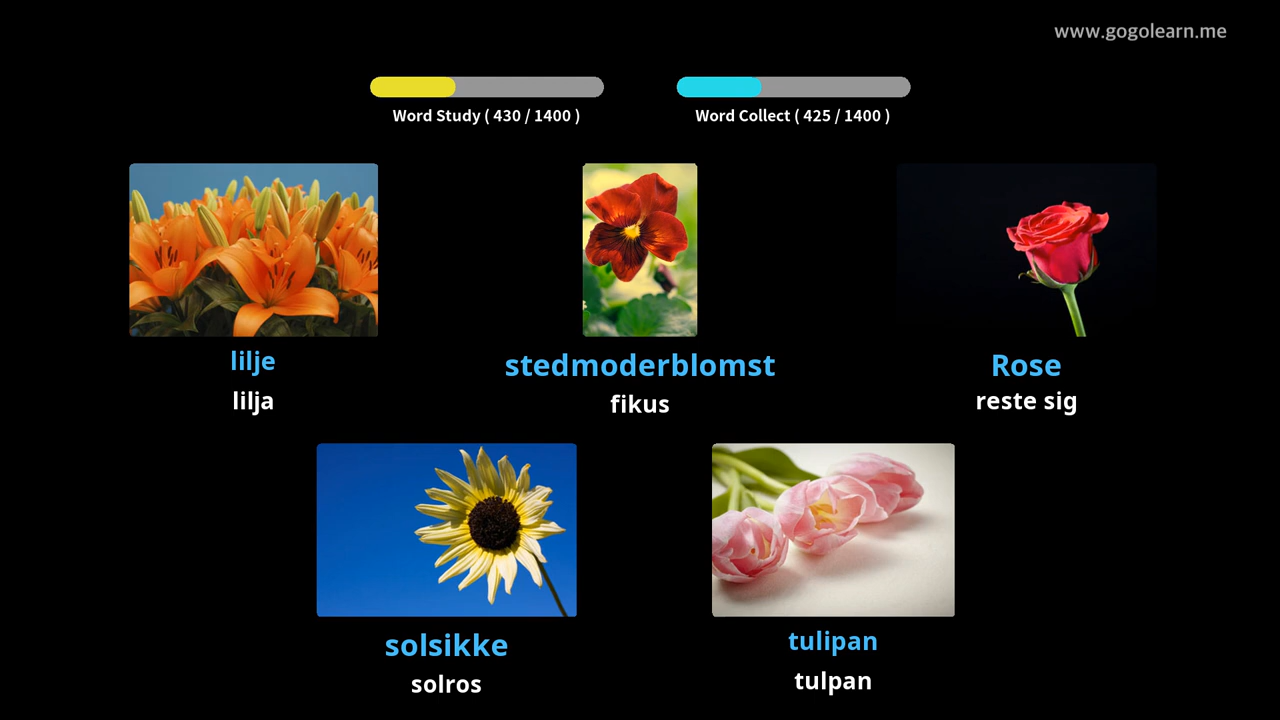 www.gogolearn.me
Word Study ( 430 / 1400 )
Word Collect ( 425 / 1400 )
lilje
lilja
stedmoderblomst
fikus
Rose
reste sig
solsikke
solros
tulipan
tulpan